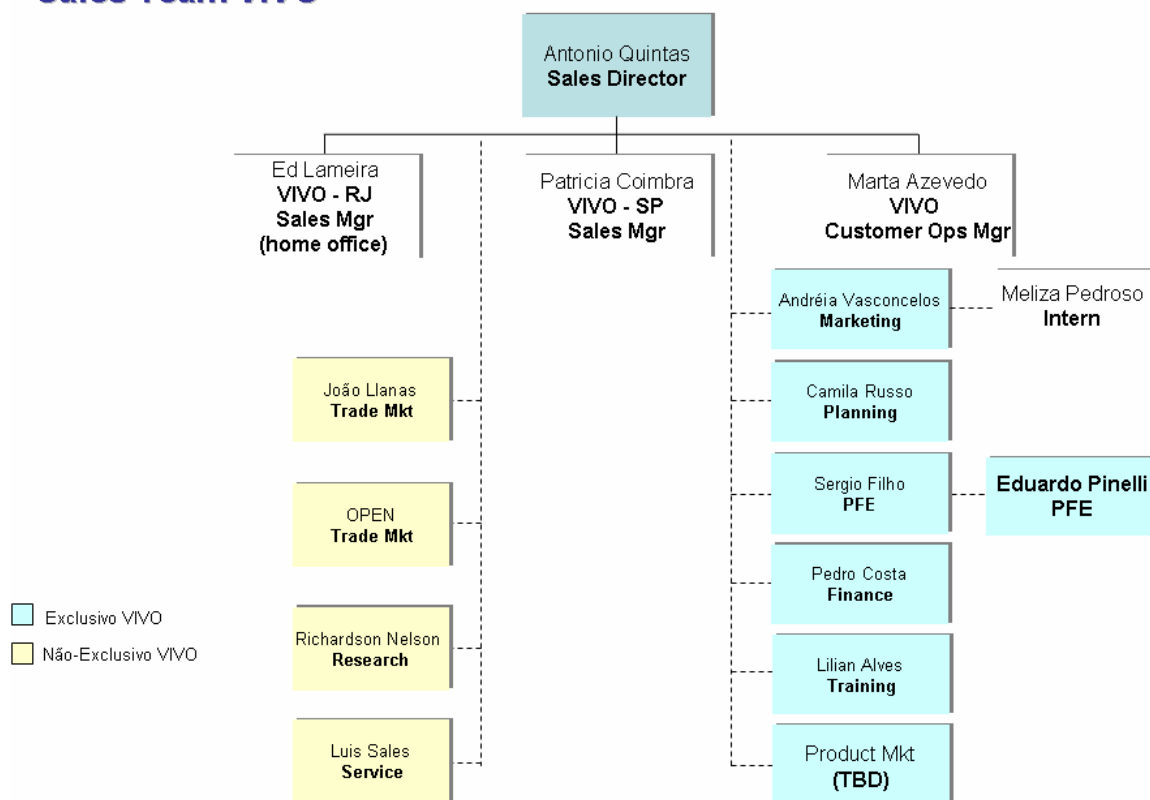 Sales Team VIVO
Antonio Quintas
Sales Director
Ed Lameira
VIVO - RJ
Sales Mgr
(home office)
Patricia Coimbra
VIVO - SP
Sales Mgr
Marta Azevedo
VIVO
Customer Ops Mgr
Andréia Vasconcelos
Marketing
Meliza Pedroso
Intern
João Llanas
Trade Mkt
Camila Russo
Planning
Sergio Filho
PFE
Eduardo Pinelli
PFE
OPEN
Trade Mkt
Pedro Costa
Finance
Exclusivo VIVO
Não-Exclusivo VIVO
Richardson Nelson
Research
Lilian Alves
Training
Luis Sales
Service
Product Mkt
(TBD)